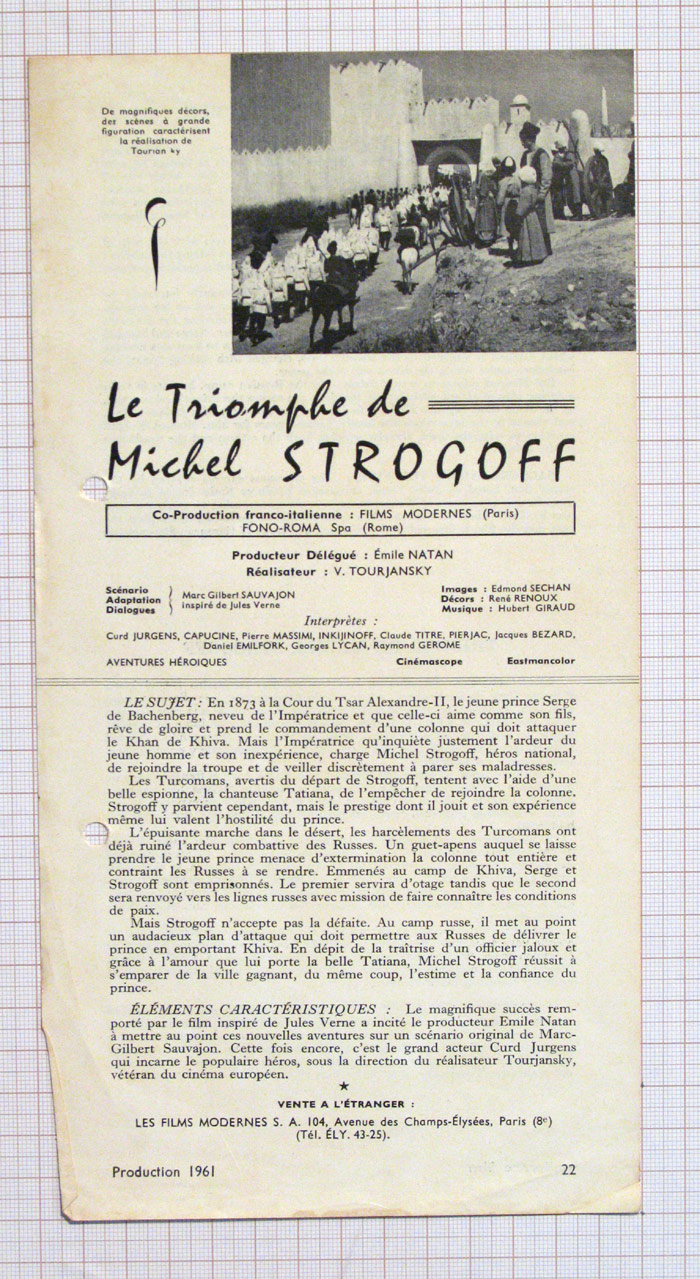 De magnifiques décors,
des scènes à grande
figuration caractérisent
la réalisation de
Le Triomphe de
Michel STROGOFF
Co-Production franco-italienne : FILMS MODERNES (Paris)
FONO-ROMA Spa (Rome)
Producteur Délégué : Émile NATAN
Réalisateur : V. TOURJANSKY
Scénario
Adaptation
Dialogues
Marc Gilbert SAUVAJON
inspiré de Jules Verne
Images : Edmond SECHAN
Décors : René RENOUX
Musique : Hubert GIRAUD
Interprètes :
Curd JURGENS, CAPUCINE, Pierre MASSIMI, INKIJINOFF, Claude TITRE, PIERJAC, Jacques BEZARD,
Daniel EMILFORK, Georges LYCAN, Raymond GEROME
AVENTURES HÉROIQUES Cinémascope Eastmancolor
LE SUJET : En 1873 à la Cour du Tsar Alexandre-II, le jeune prince Serge
de Bachenberg, neveu de l'Impératrice et que celle-ci aime comme son fils,
rêve de gloire et prend le commandement d'une colonne qui doit attaquer
le Khan de Khiva. Mais l'Impératrice qu'inquiète justement l'ardeur du
jeune homme et son inexpérience, charge Michel Strogoff, héros national,
de rejoindre la troupe et de veiller discrètement à parer ses maladresses.
Les Turcomans, avertis du départ de Strogoff, tentent avec l'aide d'une
belle espionne, la chanteuse Tatiana, de l'empêcher de rejoindre la colonne.
Strogoff y parvient cependant, mais le prestige dont il jouit et son expérience
même lui valent l'hostilité du prince.
L'épuisante marche dans le désert, les harcèlements des Turcomans ont
déjà ruiné l'ardeur combattive des Russes. Un guet-apens auquel se laisse
prendre le jeune prince menace d'extermination la colonne tout entière et
contraint les Russes à se rendre. Emmenés au camp de Khiva, Serge et
Strogoff sont emprisonnés. Le premier servira d'otage tandis que le second
sera renvoyé vers les lignes russes avec mission de faire connaître les conditions
de paix.
Mais Strogoff n'accepte pas la défaite. Au camp russe, il met au point
un audacieux plan d'attaque qui doit permettre aux Russes de délivrer le
prince en emportant Khiva. En dépit de la traîtrise d'un officier jaloux et
grâce à l'amour que lui porte la belle Tatiana, Michel Strogoff réussit à
s'emparer de la ville gagnant, du même coup, l'estime et la confiance du
prince.
ÉLÉMENTS CARACTÉRISTIQUES : Le magnifique succès rem-
porté par le film inspiré de Jules Verne a incité le producteur Emile Natan
à mettre au point ces nouvelles aventures sur un scénario original de Marc-
Gilbert Sauvajon. Cette fois encore, c'est le grand acteur Curd Jurgens
qui incarne le populaire héros, sous la direction du réalisateur Tourjansky,
vétéran du cinéma européen.
VENTE A L'ÉTRANGER :
LES FILMS MODERNES S. A. 104, Avenue des Champs-Élysées, Paris (8e)
(Tél. ÉLY. 43-25).
Production 1961 22